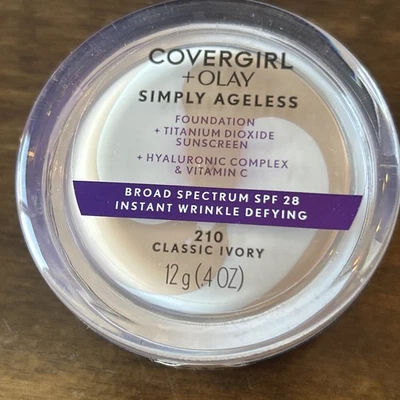 COVERGIRL
+ OLAY
SIMPLY AGELESS
FOUNDATION
+ TITANIUM DIOXIDE
SUNSCREEN
+ HYALURONIC COMPLEX
& VITAMIN C
BROAD SPECTRUM SPF 28
INSTANT WRINKLE DEFYING
210
CLASSIC IVORY
12 g (.4 OZ)